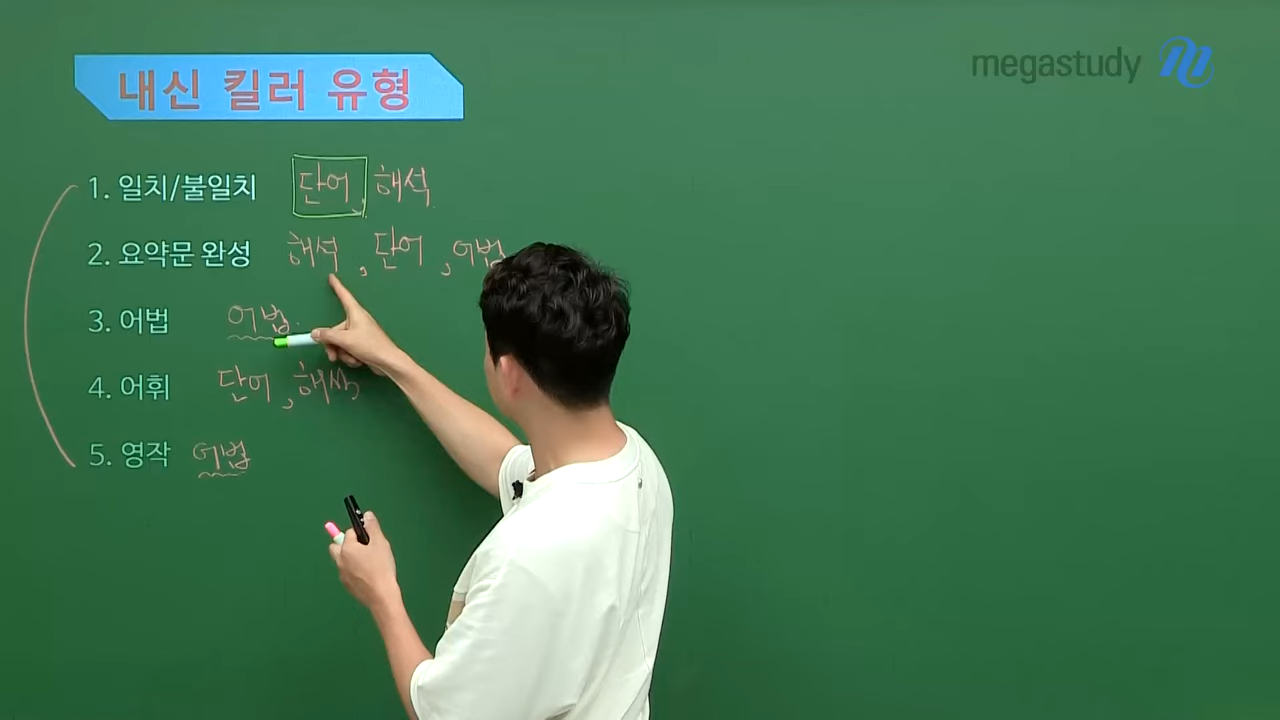 내신 킬러 유형
megastudy
1. 일치/불일치 단어 해석
2. 요약문 완성 해석, 단어, 어법
3. 어법 어법.
4. 어휘 단어, 해석
5. 영작 어법